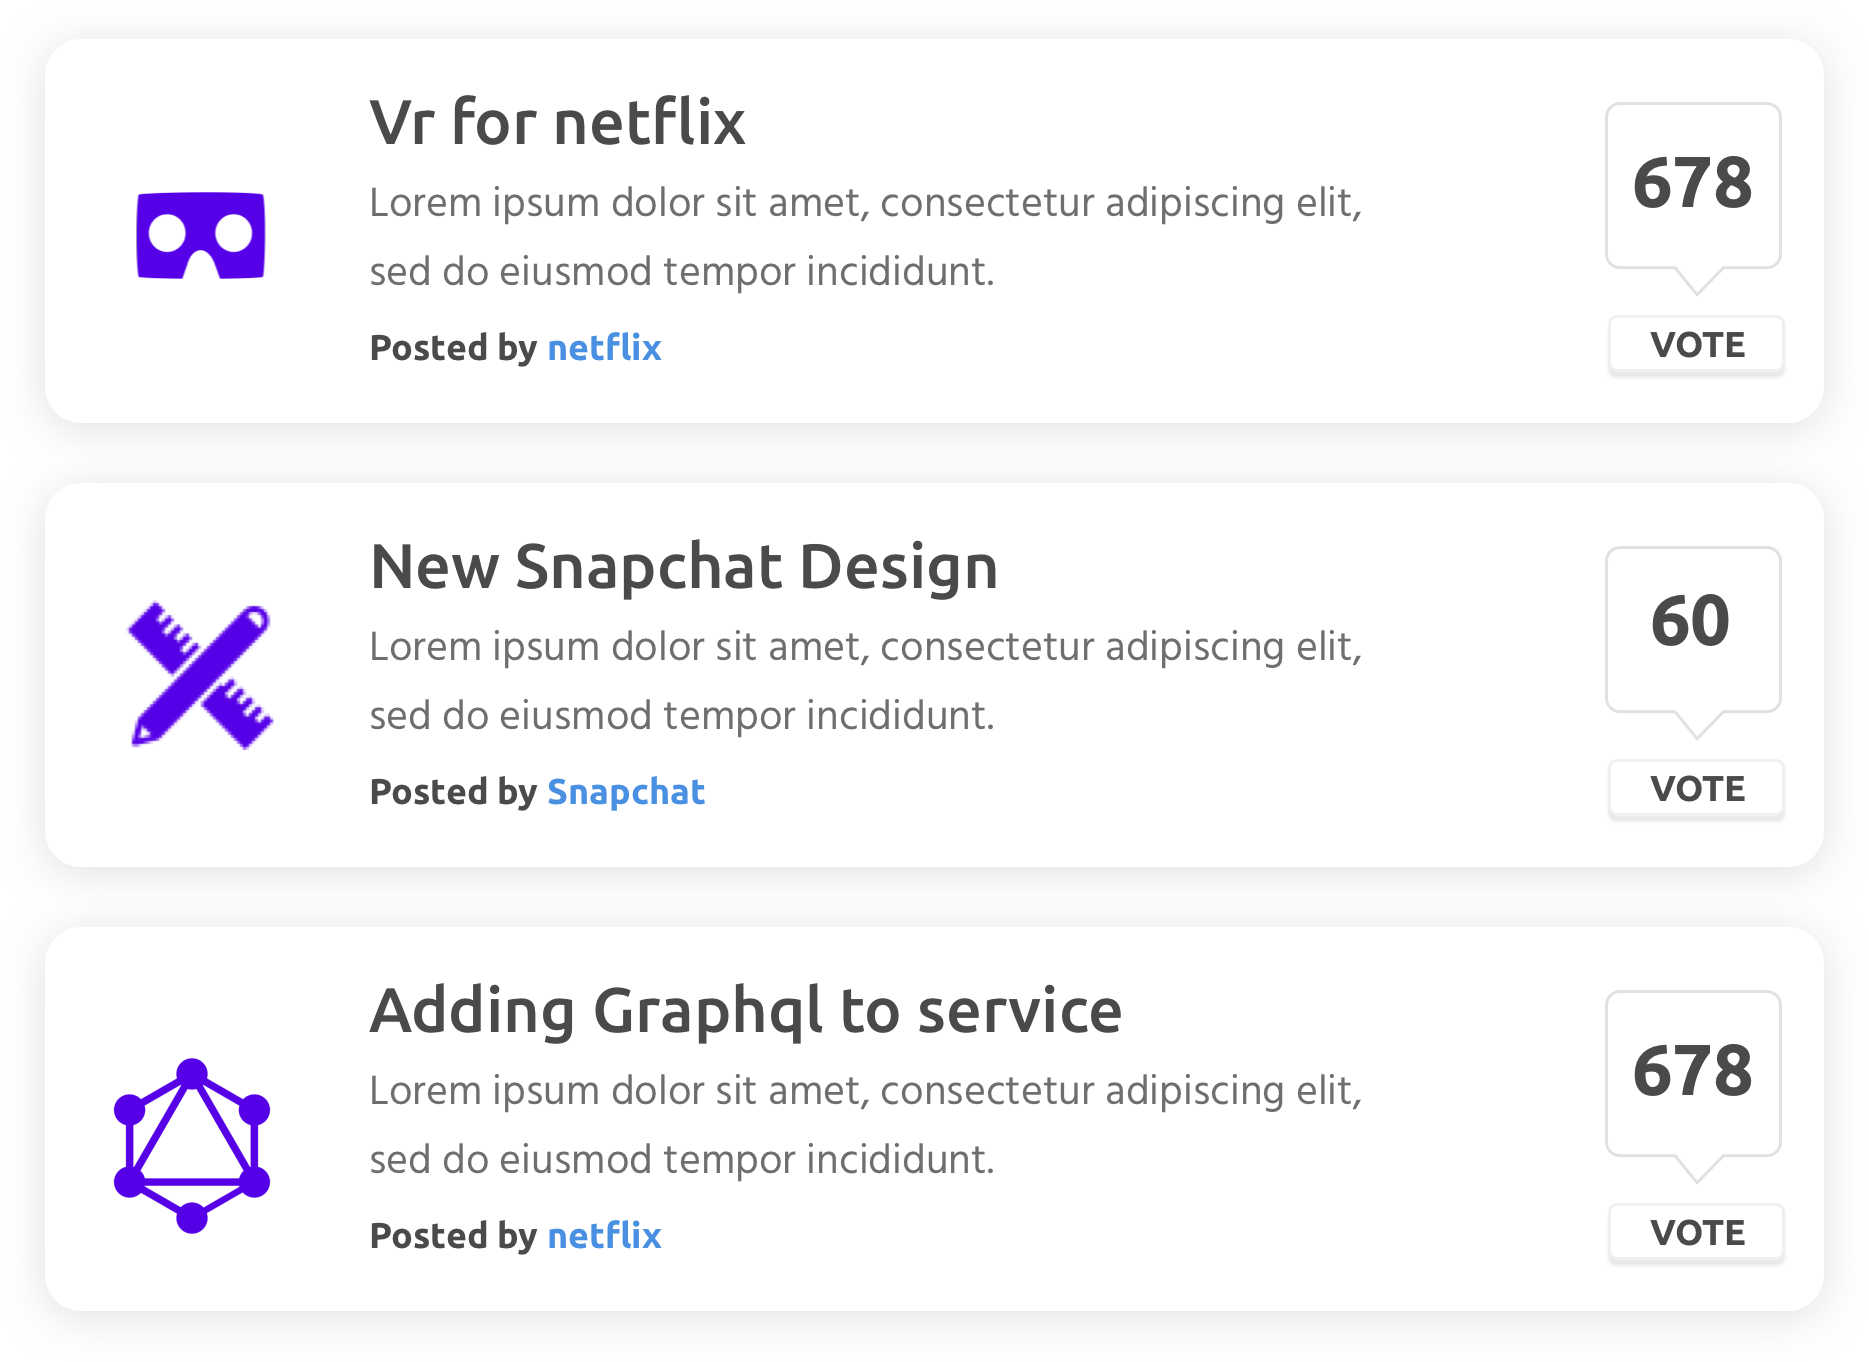 Vr for netflix
Lorem ipsum dolor sit amet, consectetur adipiscing elit,
sed do eiusmod tempor incididunt.
Posted by netflix
678
VOTE
New Snapchat Design
Lorem ipsum dolor sit amet, consectetur adipiscing elit,
sed do eiusmod tempor incididunt.
Posted by Snapchat
60
VOTE
Adding Graphql to service
Lorem ipsum dolor sit amet, consectetur adipiscing elit,
sed do eiusmod tempor incididunt.
Posted by netflix
678
VOTE